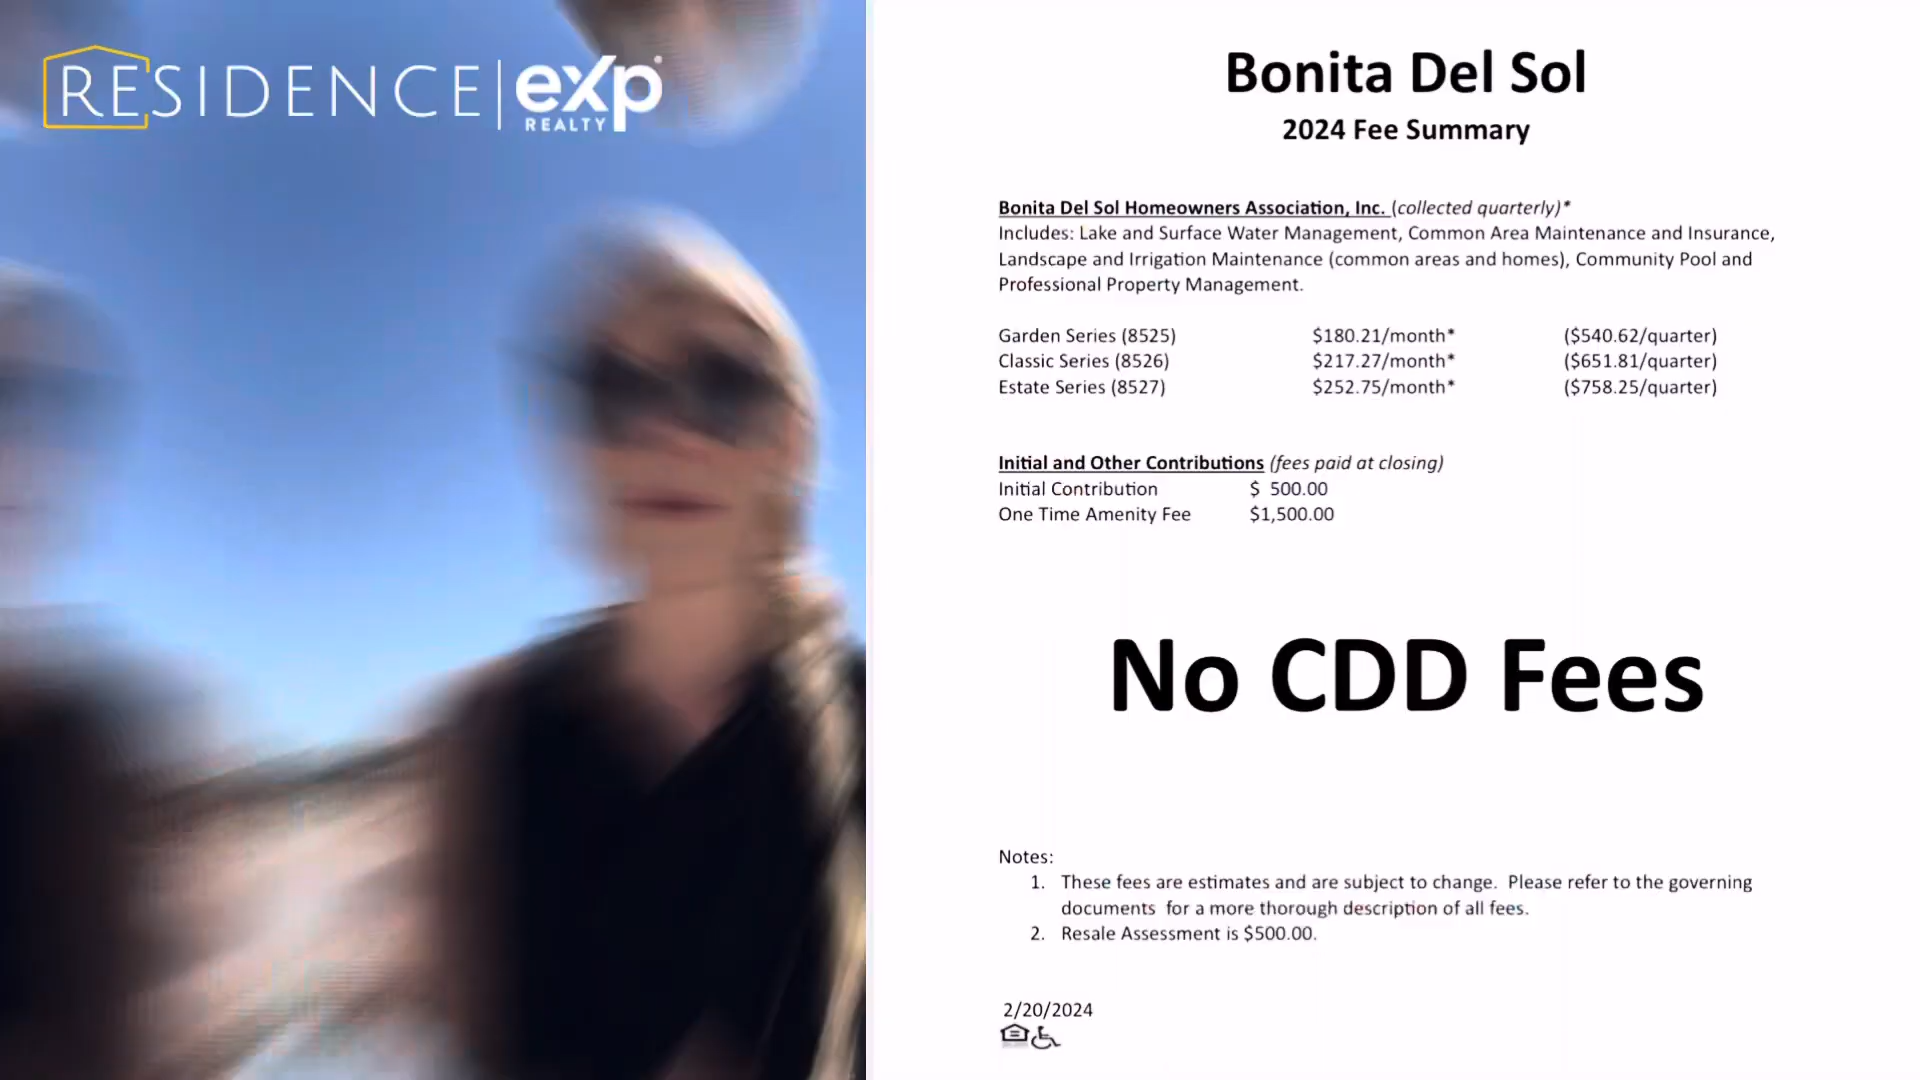 RESIDENCE | eXp REALTY
Bonita Del Sol
2024 Fee Summary
Bonita Del Sol Homeowners Association, Inc. (collected quarterly)*
Includes: Lake and Surface Water Management, Common Area Maintenance and Insurance,
Landscape and Irrigation Maintenance (common areas and homes), Community Pool and
Professional Property Management.
Garden Series (8525) $180.21/month* ($540.62/quarter)
Classic Series (8526) $217.27/month* ($651.81/quarter)
Estate Series (8527) $252.75/month* ($758.25/quarter)
Initial and Other Contributions (fees paid at closing)
Initial Contribution $ 500.00
One Time Amenity Fee $1,500.00
No CDD Fees
Notes:
1. These fees are estimates and are subject to change. Please refer to the governing
documents for a more thorough description of all fees.
2. Resale Assessment is $500.00.
2/20/2024